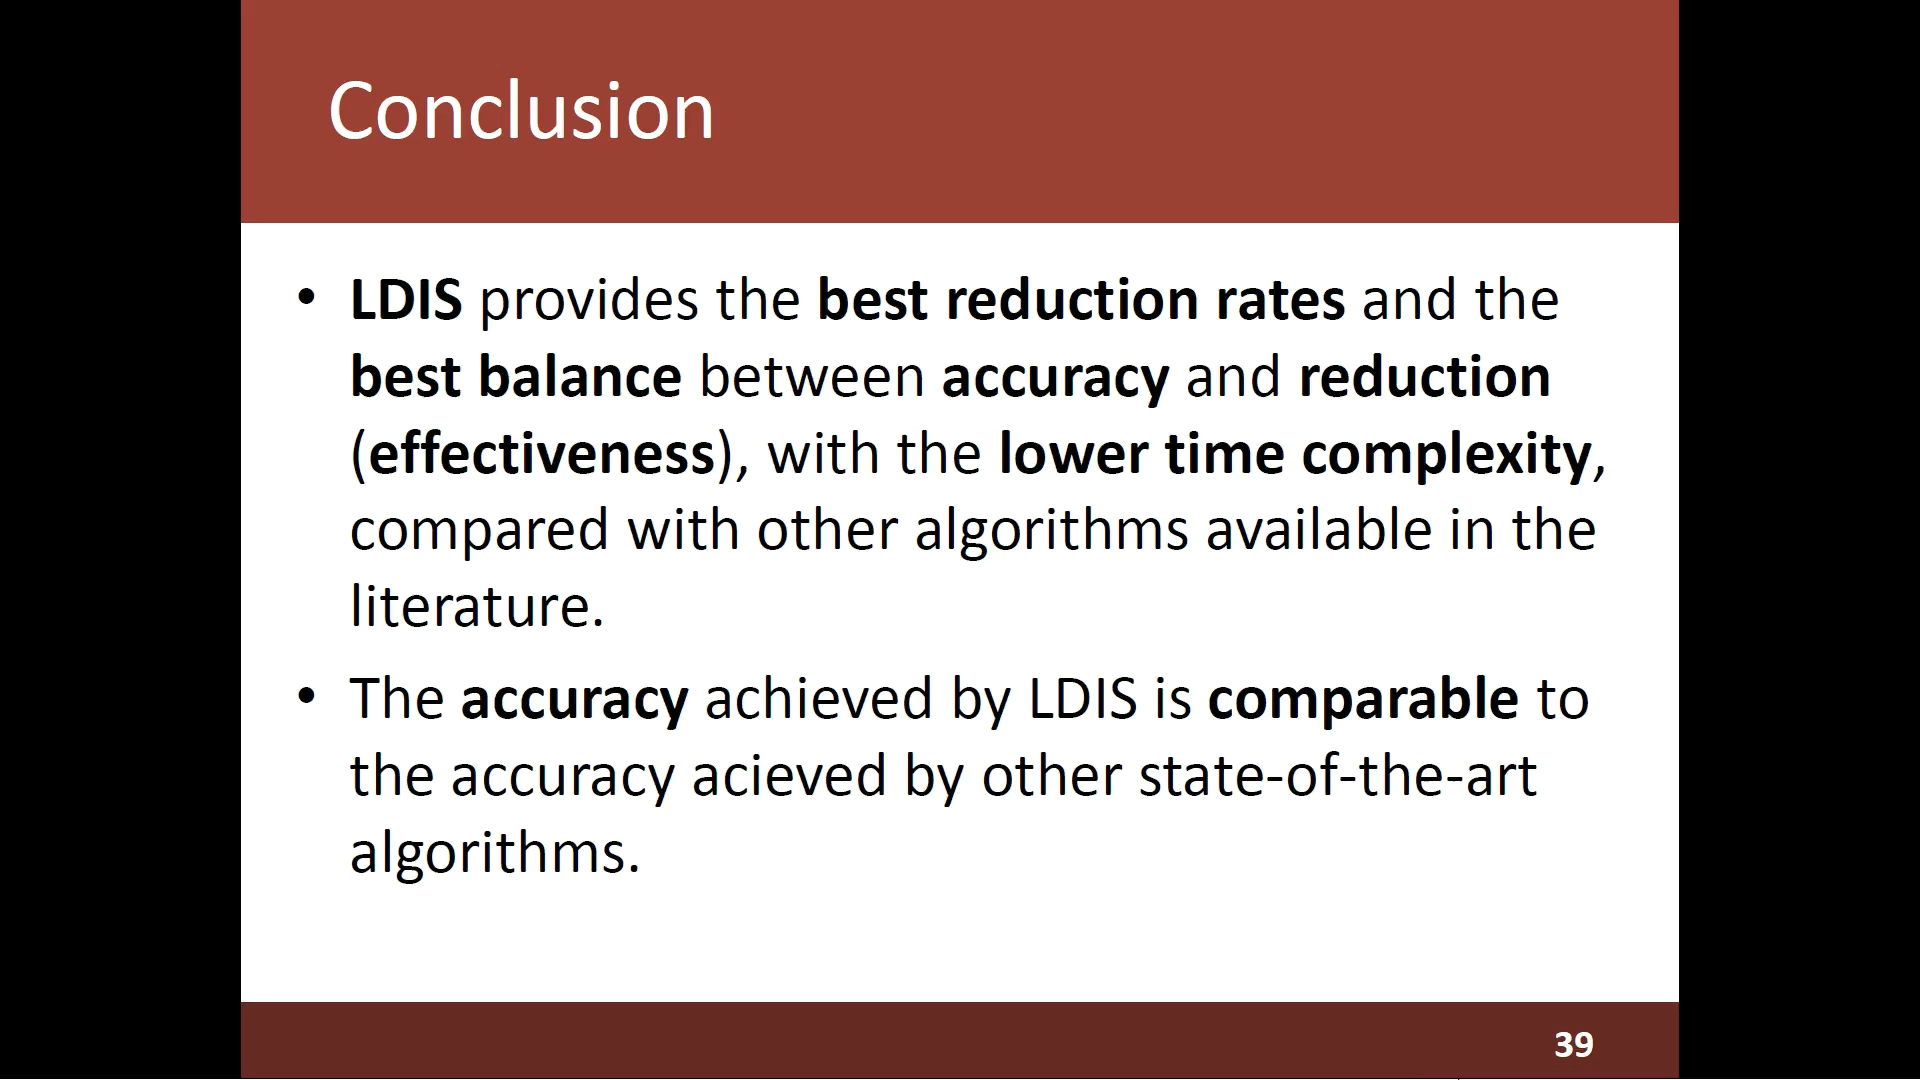 Conclusion
• LDIS provides the best reduction rates and the
best balance between accuracy and reduction
(effectiveness), with the lower time complexity,
compared with other algorithms available in the
literature.
• The accuracy achieved by LDIS is comparable to
the accuracy acieved by other state-of-the-art
algorithms.
39